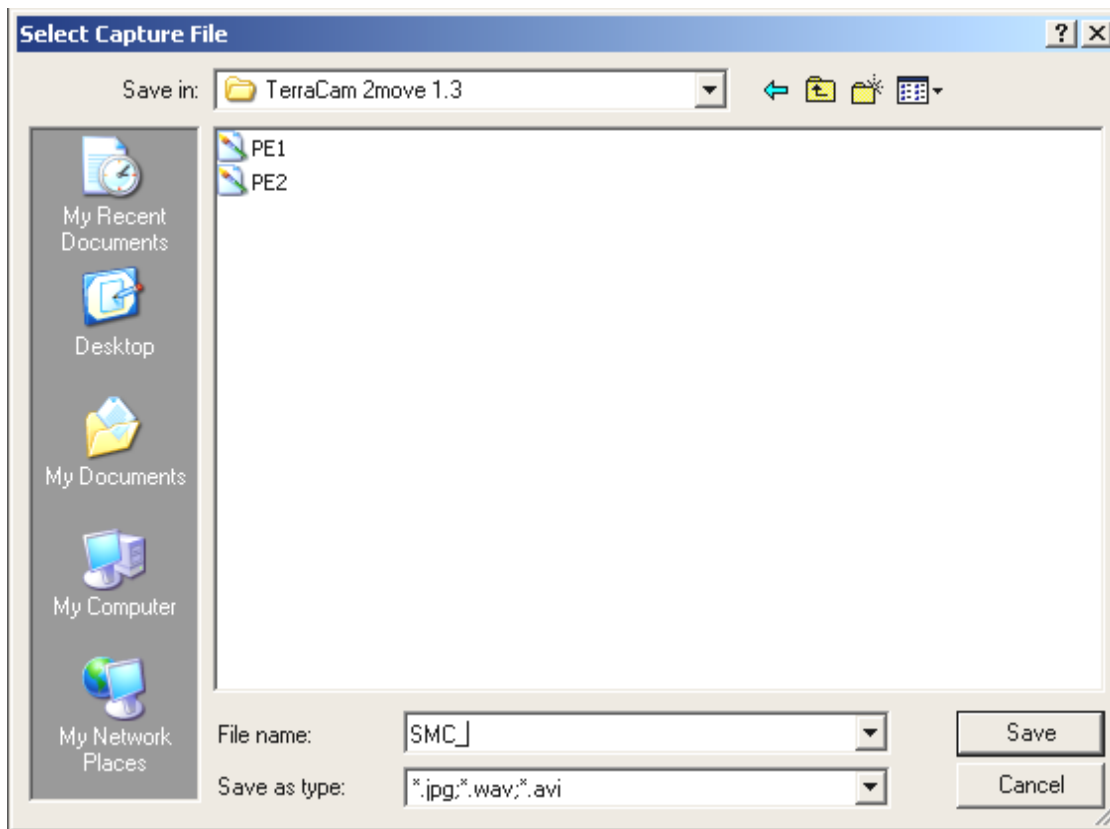 Select Capture File
Save in: TerraCam 2move 1.3
PE1
PE2
My Recent
Documents
Desktop
My Documents
My Computer
My Network
Places
File name: SMC_
Save
Save as type: *.jpg;*.wav;*.avi
Cancel